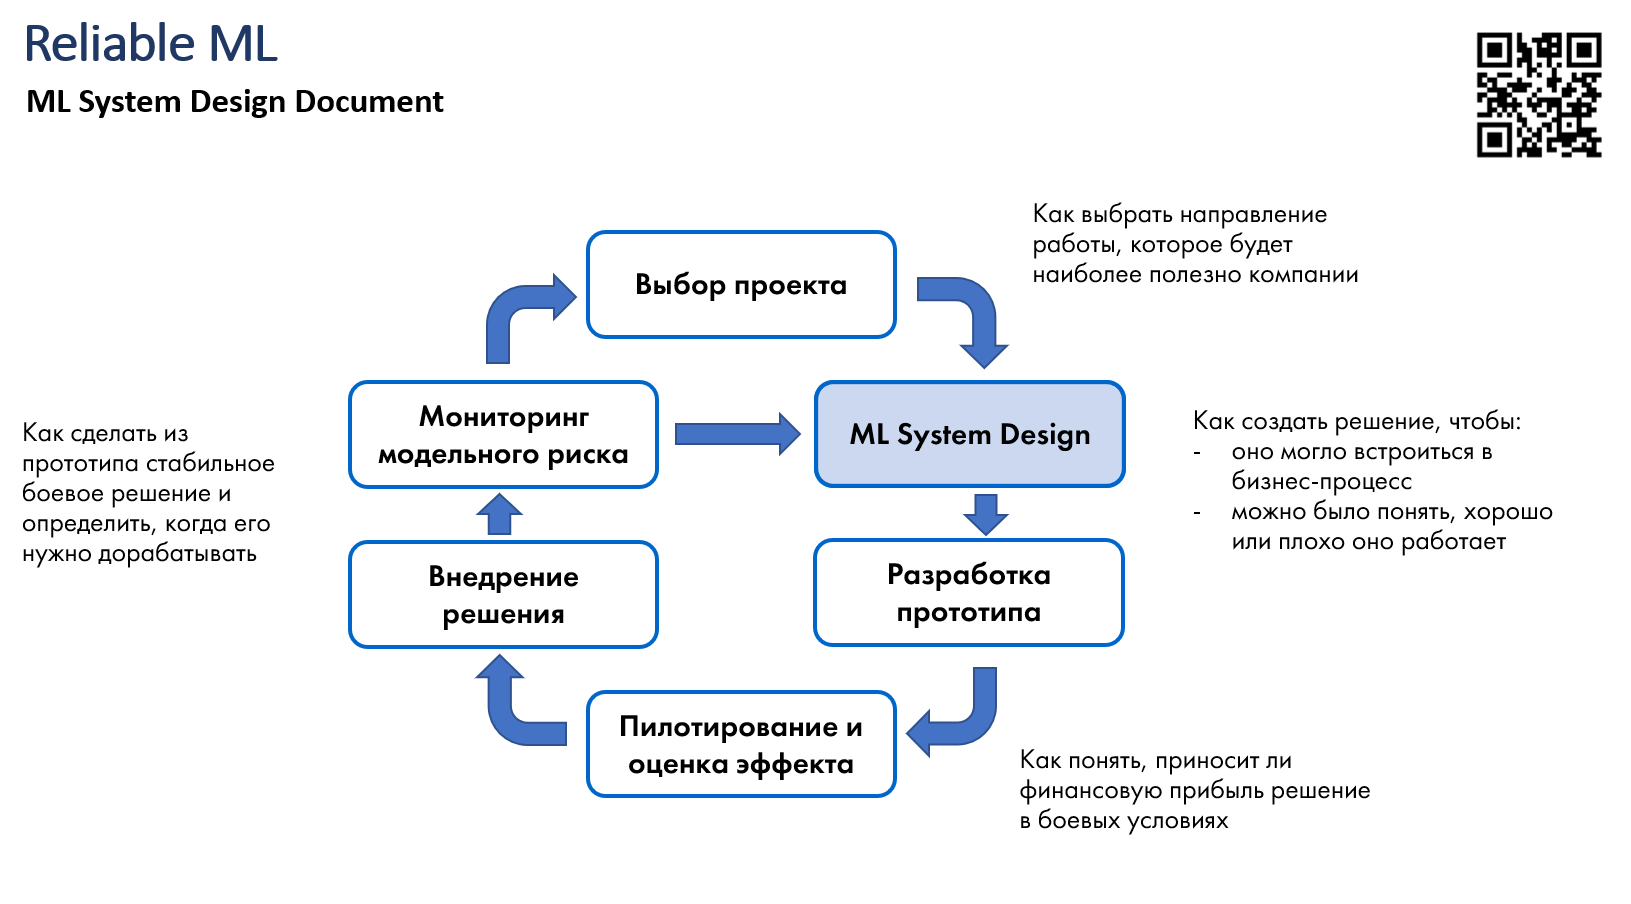 Reliable ML
ML System Design Document
Как выбрать направление
работы, которое будет
наиболее полезно компании
Выбор проекта
Мониторинг
модельного риска
ML System Design
Как сделать из
прототипа стабильное
боевое решение и
определить, когда его
нужно дорабатывать
Как создать решение, чтобы:
- оно могло встроиться в
бизнес-процесс
- можно было понять, хорошо
или плохо оно работает
Внедрение
решения
Разработка
прототипа
Пилотирование и
оценка эффекта
Как понять, приносит ли
финансовую прибыль решение
в боевых условиях